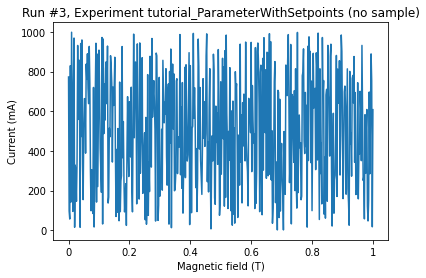 Run #3, Experiment tutorial_ParameterWithSetpoints (no sample)
1000
800
600
400
200
0
Current (mA)
0 0.2 0.4 0.6 0.8 1
Magnetic field (T)